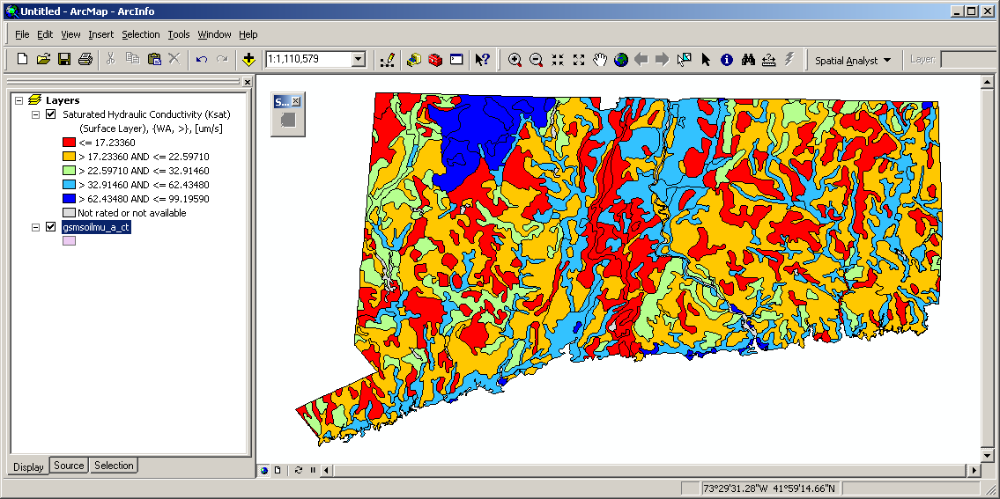 Untitled - ArcMap - ArcInfo
File Edit View Insert Selection Tools Window Help
1:1,110,579
Spatial Analyst
Layer:
Layers
Saturated Hydraulic Conductivity (Ksat)
(Surface Layer), {WA, >}, [um/s]
<= 17.23360
> 17.23360 AND <= 22.59710
> 22.59710 AND <= 32.91460
> 32.91460 AND <= 62.43480
> 62.43480 AND <= 99.19590
Not rated or not available
gsmsoilmu_a_ct
S...
Display Source Selection
73°29'31.28"W 41°59'14.66"N